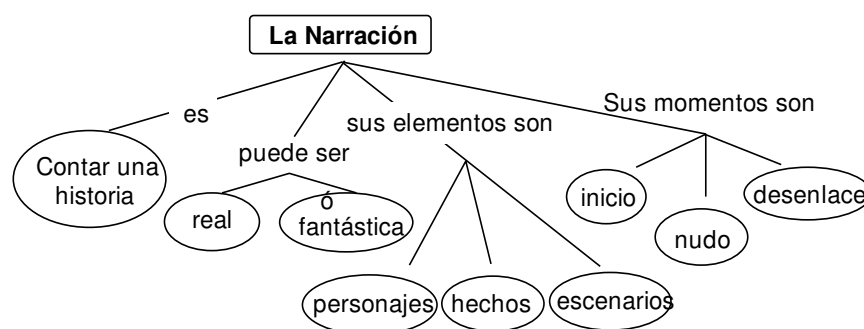 La Narración
es
Contar una
historia
puede ser
real
ó
fantástica
sus elementos son
personajes
hechos
escenarios
Sus momentos son
inicio
nudo
desenlace